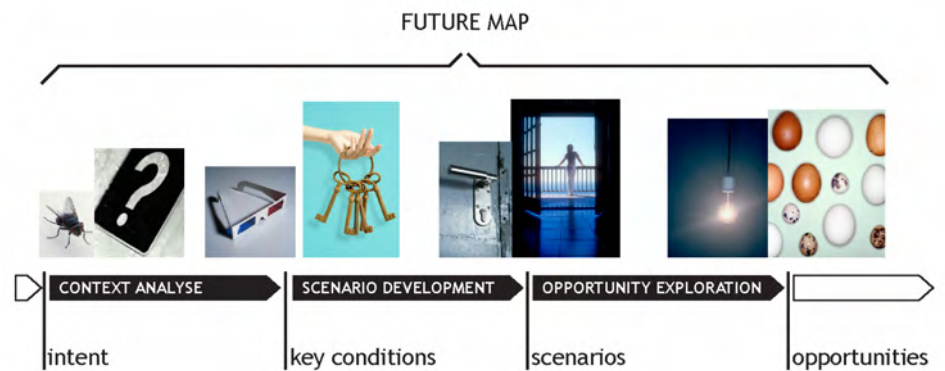 FUTURE MAP
CONTEXT ANALYSE
SCENARIO DEVELOPMENT
OPPORTUNITY EXPLORATION
intent
key conditions
scenarios
opportunities